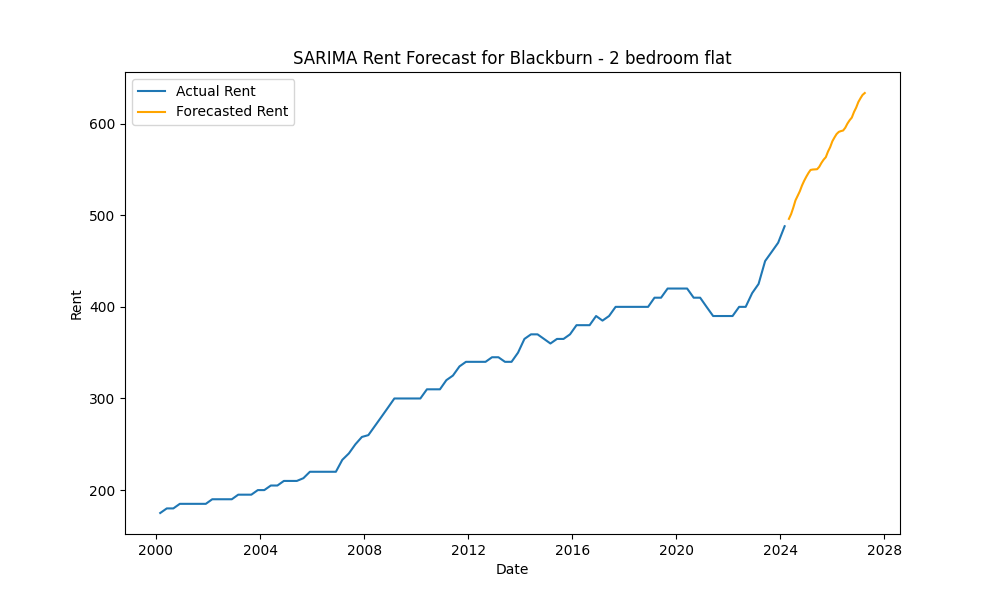 SARIMA Rent Forecast for Blackburn - 2 bedroom flat
Actual Rent
Forecasted Rent
600
500
400
300
200
Rent
2000 2004 2008 2012 2016 2020 2024 2028
Date